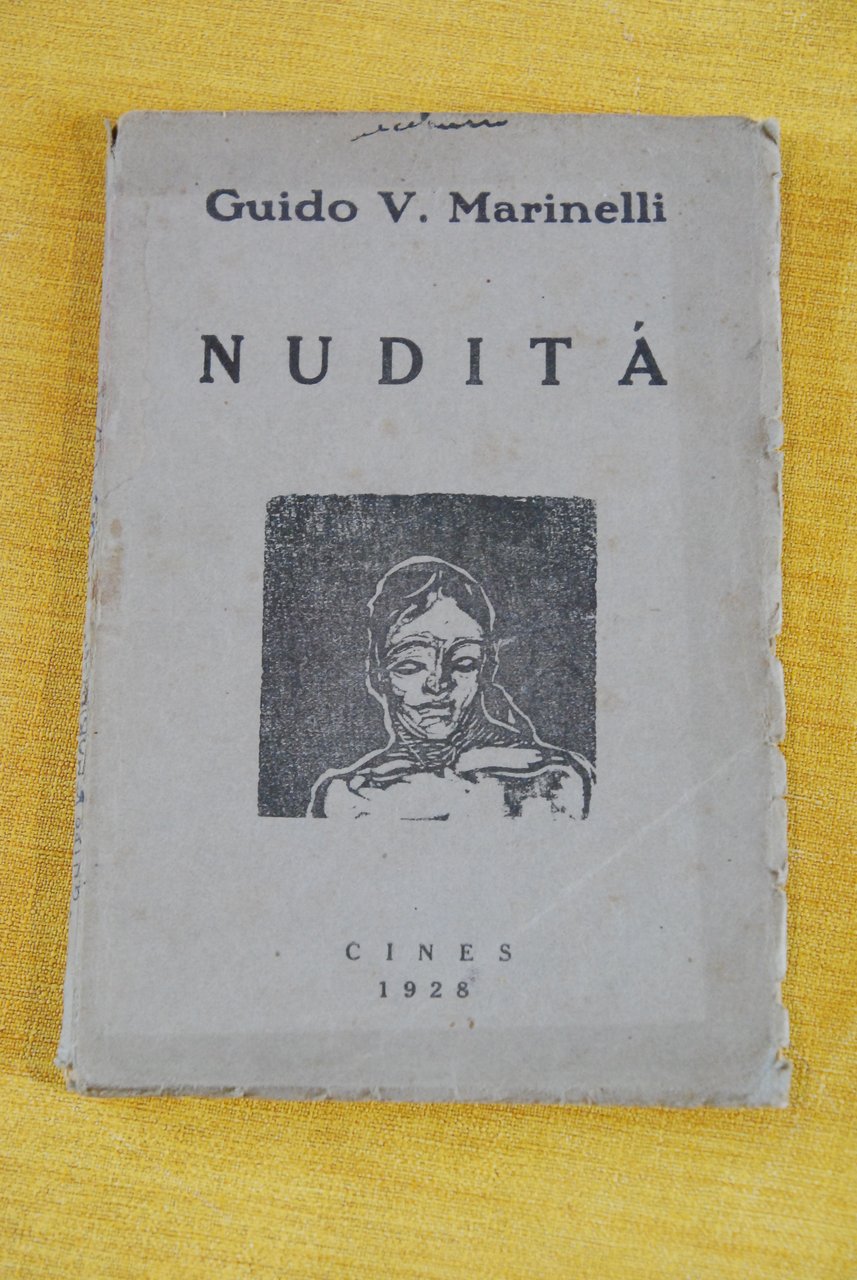 Guido V. Marinelli
NUDITÁ
CINES
1928